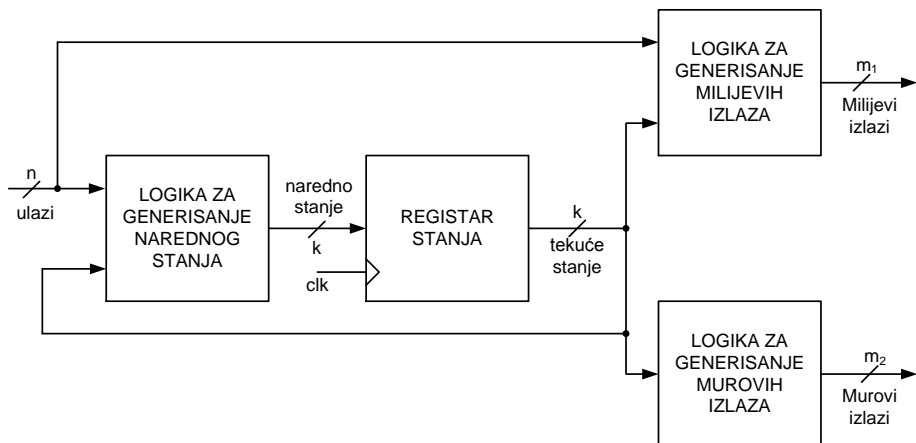 LOGIKA ZA
GENERISANJE
MILIJEVIH
IZLAZA
m₁
Milijevi
izlazi
n
ulazi
LOGIKA ZA
GENERISANJE
NAREDNOG
STANJA
naredno
stanje
k
clk
REGISTAR
STANJA
k
tekuće
stanje
LOGIKA ZA
GENERISANJE
MUROVIH
IZLAZA
m₂
Murovi
izlazi